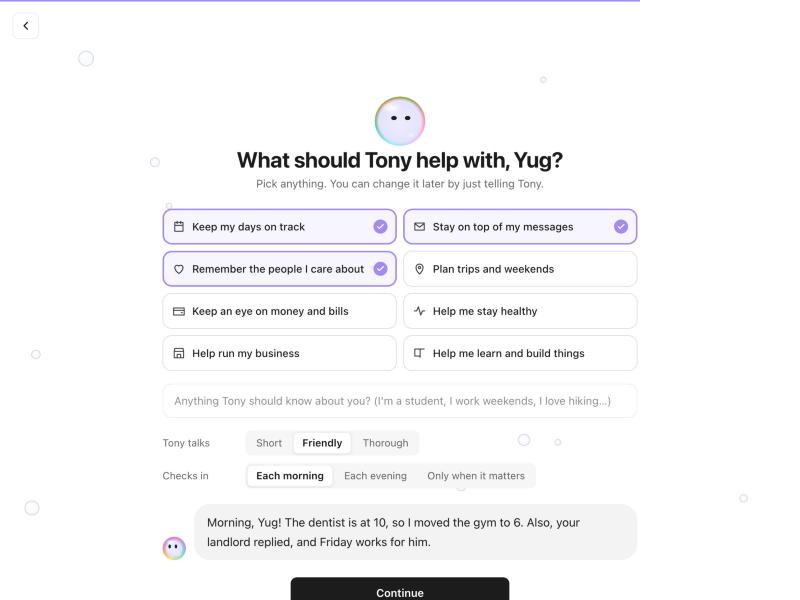 What should Tony help with, Yug?
Pick anything. You can change it later by just telling Tony.
Keep my days on track
Stay on top of my messages
Remember the people I care about
Plan trips and weekends
Keep an eye on money and bills
Help me stay healthy
Help run my business
Help me learn and build things
Anything Tony should know about you? (I'm a student, I work weekends, I love hiking...)
Tony talks
Short
Friendly
Thorough
Checks in
Each morning
Each evening
Only when it matters
Morning, Yug! The dentist is at 10, so I moved the gym to 6. Also, your
landlord replied, and Friday works for him.
Continue